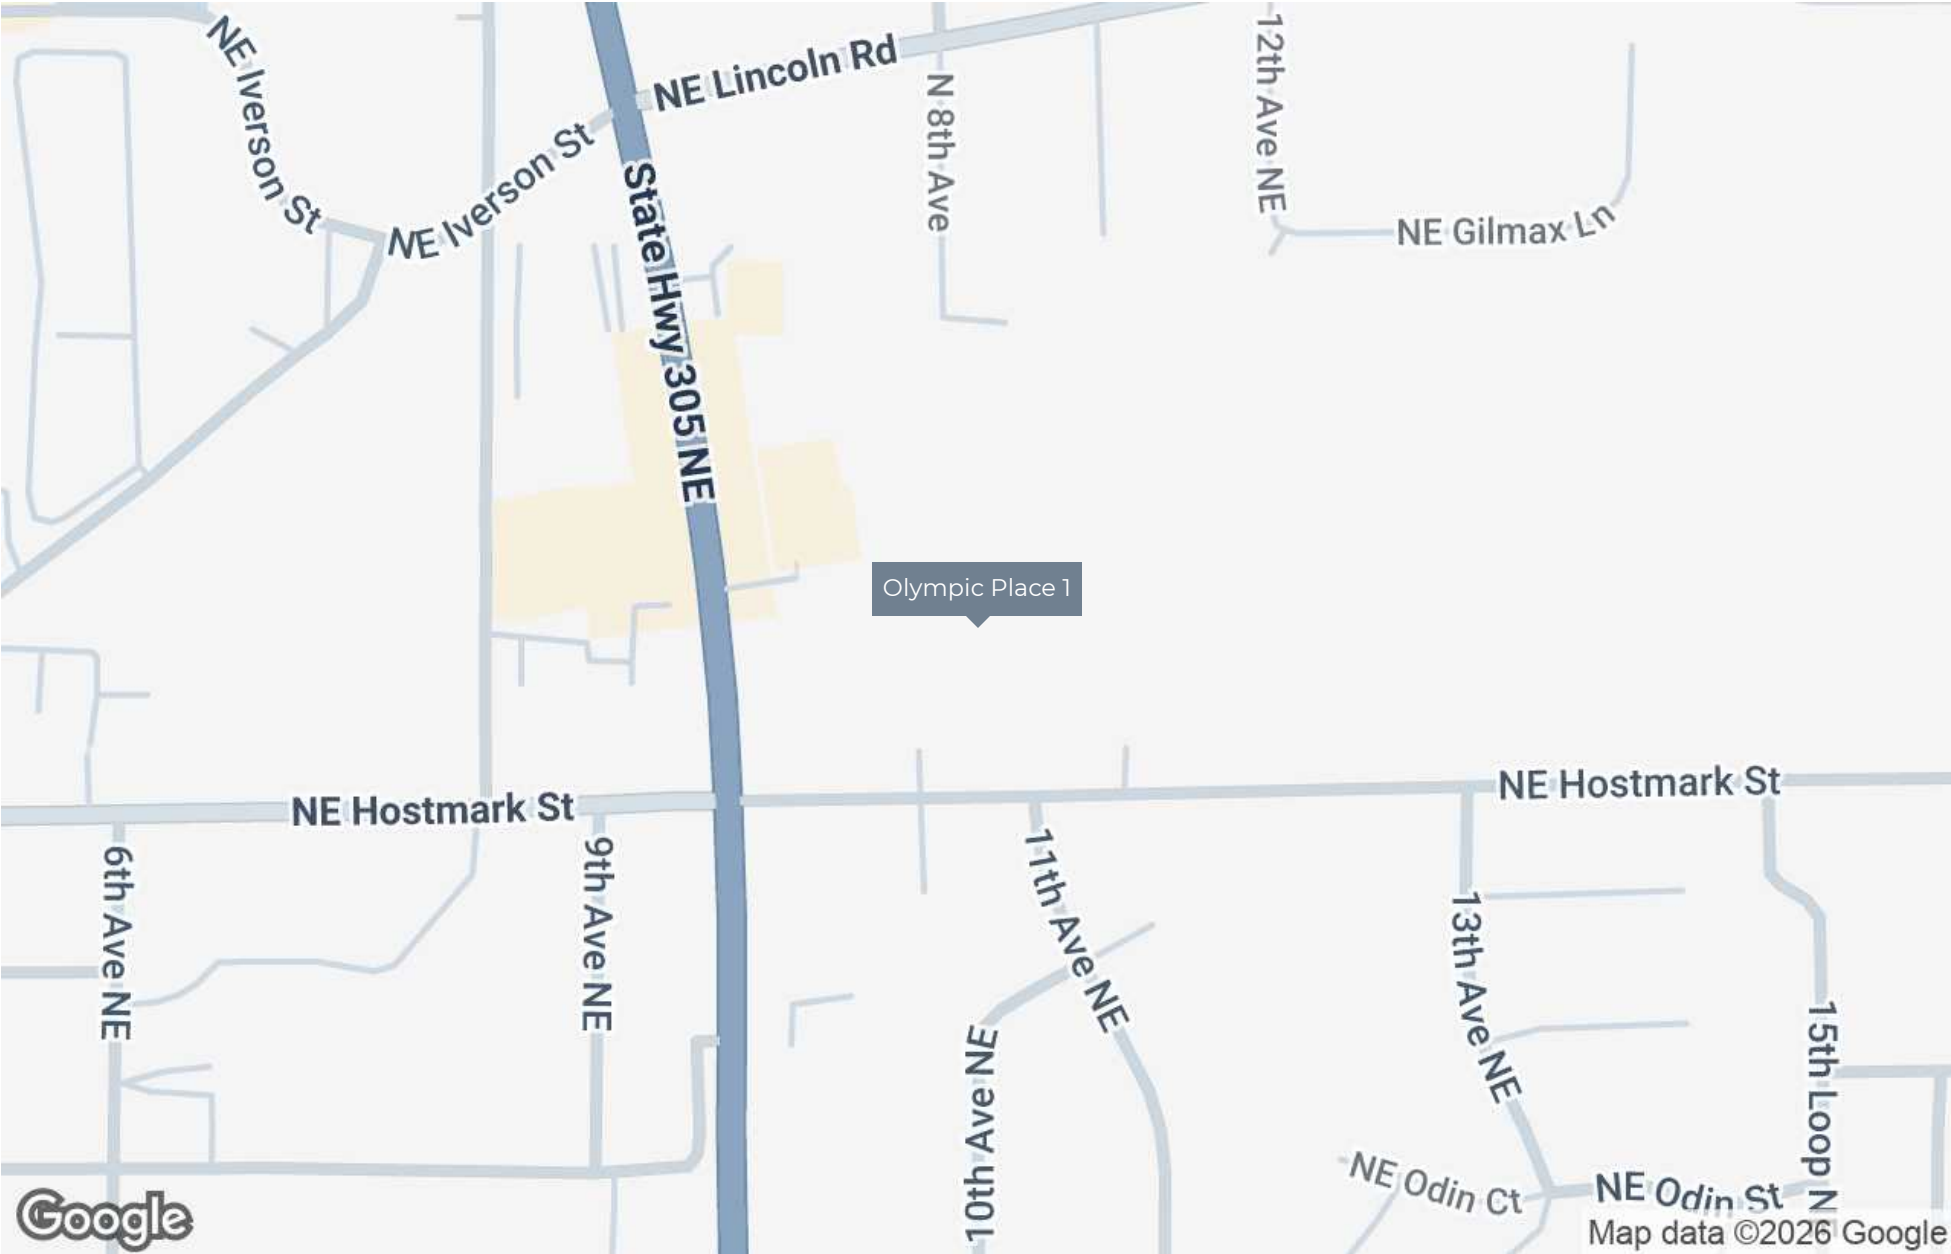 NE Iverson St
NE Lincoln Rd
N 8th Ave
12th Ave NE
NE Iverson St
NE Gilmax Ln
State Hwy 305 NE
Olympic Place 1
NE Hostmark St
NE Hostmark St
6th Ave NE
9th Ave NE
11th Ave NE
13th Ave NE
10th Ave NE
15th Loop N
NE Odin Ct
NE Odin St
Google
Map data ©2026 Google